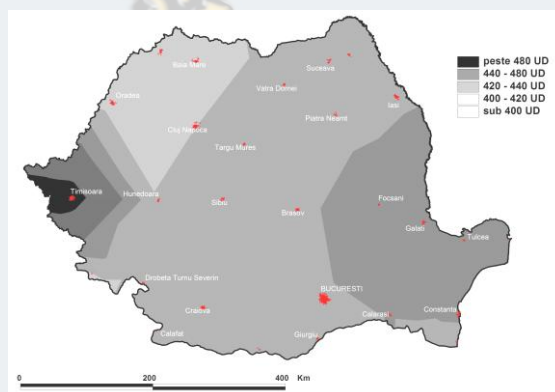 peste 480 UD
440 - 480 UD
420 - 440 UD
400 - 420 UD
sub 400 UD
Baia Mare
Suceava
Oradea
Vatra Dornei
Iasi
Cluj Napoca
Piatra Neamt
Targu Mures
Timisoara
Hunedoara
Sibiu
Brasov
Focsani
Galati
Tulcea
Drobeta Turnu Severin
BUCURESTI
Craiova
Calarasi
Constanta
Calafat
Giurgiu
0 200 Km 400